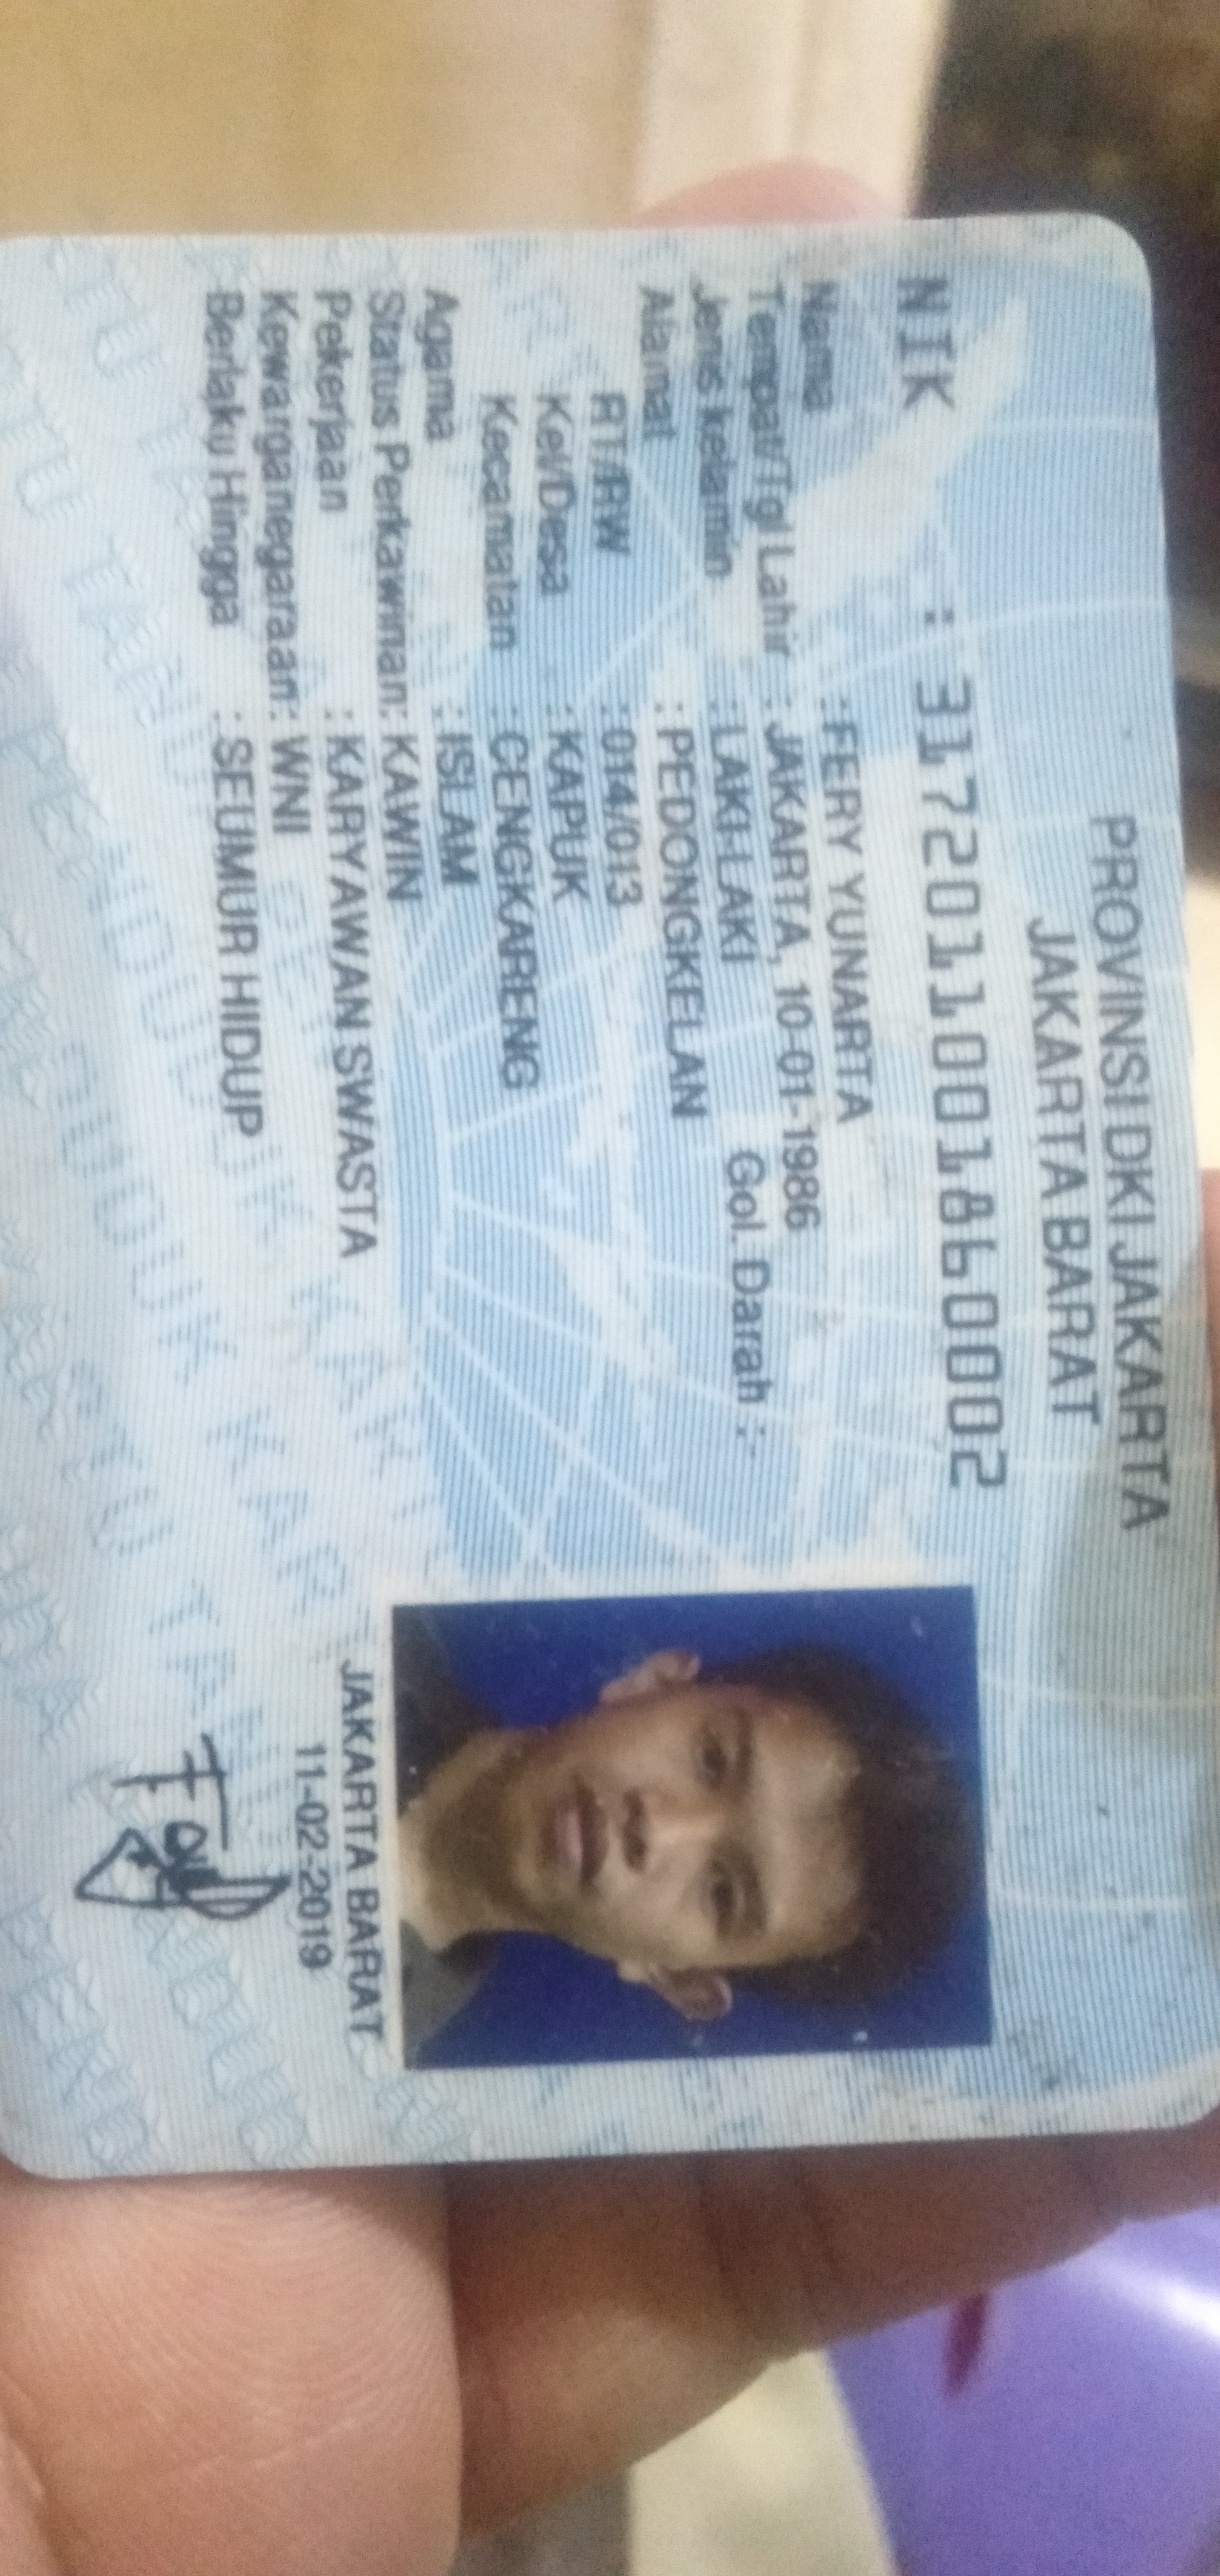 PROVINSI DKI JAKARTA
JAKARTA BARAT
NIK : 3172011001860002
Nama : FERY YUNARTA
Tempat/Tgl Lahir : JAKARTA, 10-01-1986
Jenis kelamin : LAKI-LAKI Gol. Darah : -
Alamat : PEDONGKELAN
RT/RW : 014/013
Kel/Desa : KAPUK
Kecamatan : CENGKARENG
Agama : ISLAM
Status Perkawinan: KAWIN
Pekerjaan : KARYAWAN SWASTA
Kewarganegaraan: WNI
Berlaku Hingga : SEUMUR HIDUP
JAKARTA BARAT
11-02-2019